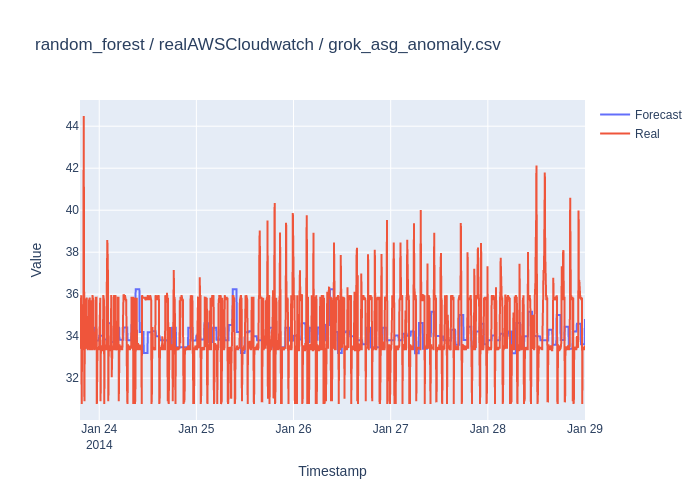 random_forest / realAWSCloudwatch / grok_asg_anomaly.csv
Forecast
Real
44
42
40
38
36
34
32
Value
Jan 24
2014
Jan 25
Jan 26
Jan 27
Jan 28
Jan 29
Timestamp